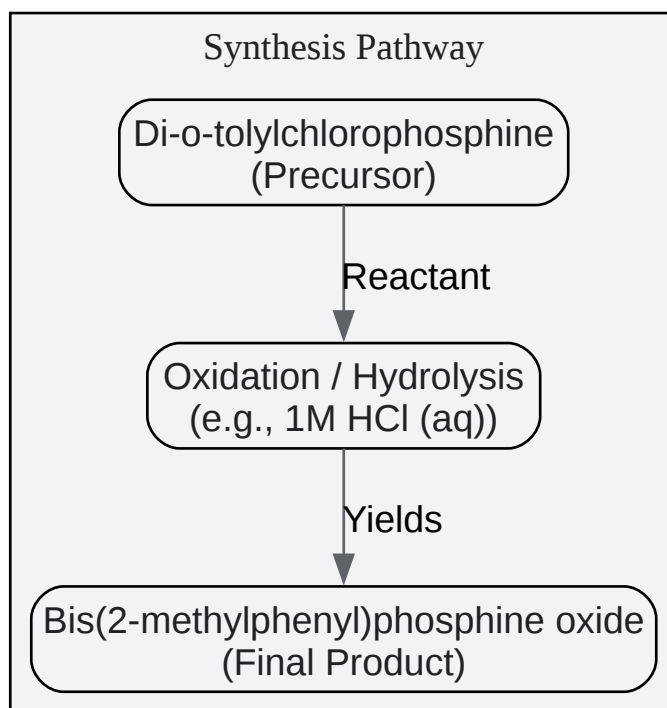 Synthesis Pathway
Di-o-tolylchlorophosphine
(Precursor)
Reactant
Oxidation / Hydrolysis
(e.g., 1M HCl (aq))
Yields
Bis(2-methylphenyl)phosphine oxide
(Final Product)